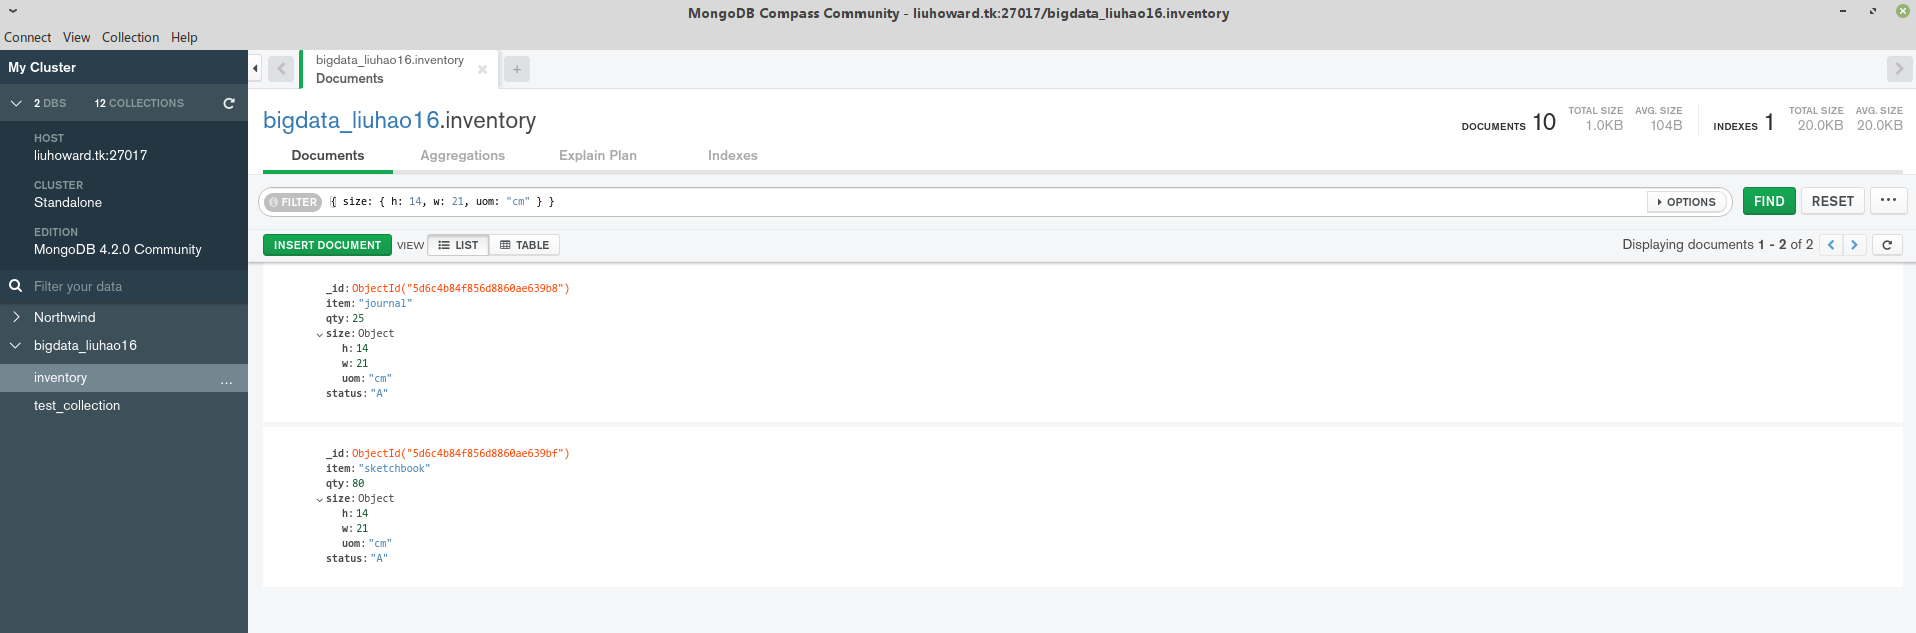 MongoDB Compass Community - liuhoward.tk:27017/bigdata_liuhao16.inventory
Connect View Collection Help
My Cluster
2 DBS 12 COLLECTIONS
HOST
liuhoward.tk:27017
CLUSTER
Standalone
EDITION
MongoDB 4.2.0 Community
Filter your data
Northwind
bigdata_liuhao16
inventory ...
test_collection
bigdata_liuhao16.inventory
Documents
+
bigdata_liuhao16.inventory
DOCUMENTS 10 TOTAL SIZE 1.0KB AVG. SIZE 104B INDEXES 1 TOTAL SIZE 20.0KB AVG. SIZE 20.0KB
Documents Aggregations Explain Plan Indexes
FILTER { size: { h: 14, w: 21, uom: "cm" } } OPTIONS FIND RESET ...
INSERT DOCUMENT VIEW LIST TABLE Displaying documents 1 - 2 of 2
_id: ObjectId("5d6c4b84f856d8860ae639b8")
item: "journal"
qty: 25
size: Object
h: 14
w: 21
uom: "cm"
status: "A"
_id: ObjectId("5d6c4b84f856d8860ae639bf")
item: "sketchbook"
qty: 80
size: Object
h: 14
w: 21
uom: "cm"
status: "A"